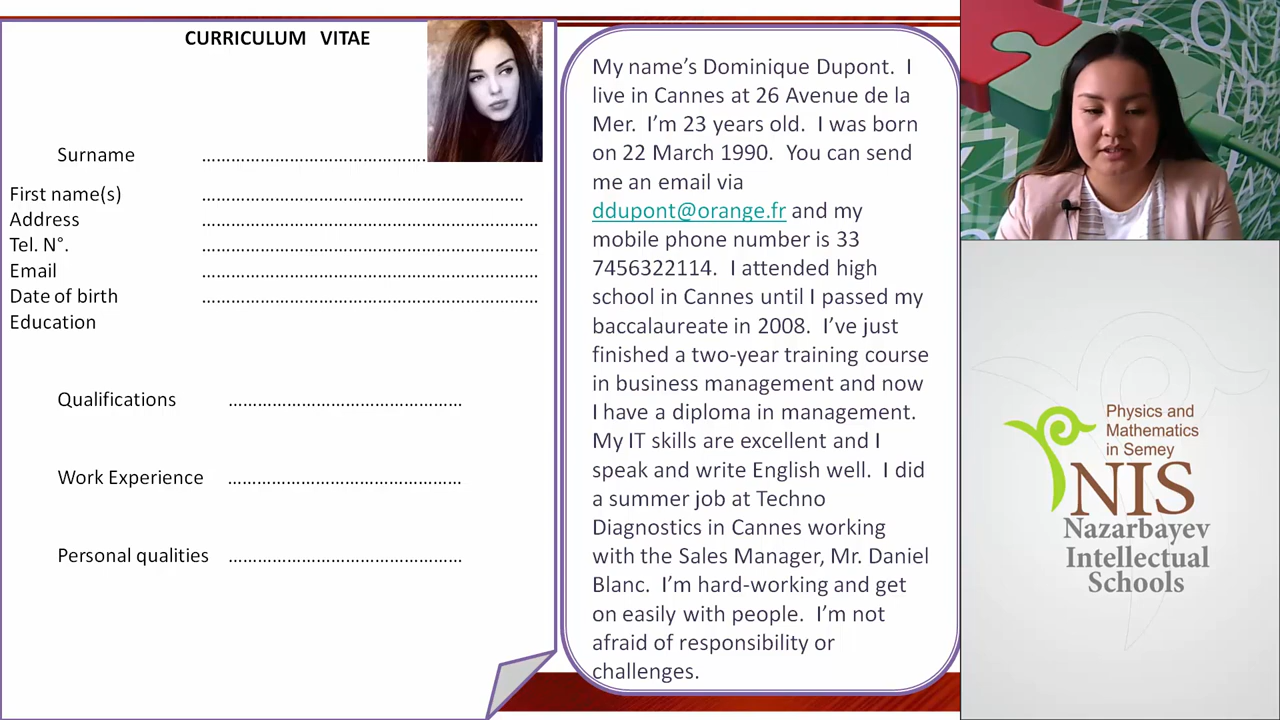 CURRICULUM VITAE
Surname ……………………………………
First name(s) …………………………………………………
Address ……………………………………………………
Tel. N°. ……………………………………………………
Email ……………………………………………………
Date of birth ……………………………………………………
Education
Qualifications ……………………………………
Work Experience ……………………………………
Personal qualities ……………………………………
My name’s Dominique Dupont. I
live in Cannes at 26 Avenue de la
Mer. I’m 23 years old. I was born
on 22 March 1990. You can send
me an email via
ddupont@orange.fr and my
mobile phone number is 33
7456322114. I attended high
school in Cannes until I passed my
baccalaureate in 2008. I’ve just
finished a two-year training course
in business management and now
I have a diploma in management.
My IT skills are excellent and I
speak and write English well. I did
a summer job at Techno
Diagnostics in Cannes working
with the Sales Manager, Mr. Daniel
Blanc. I’m hard-working and get
on easily with people. I’m not
afraid of responsibility or
challenges.
Physics and
Mathematics
in Semey
NIS
Nazarbayev
Intellectual
Schools